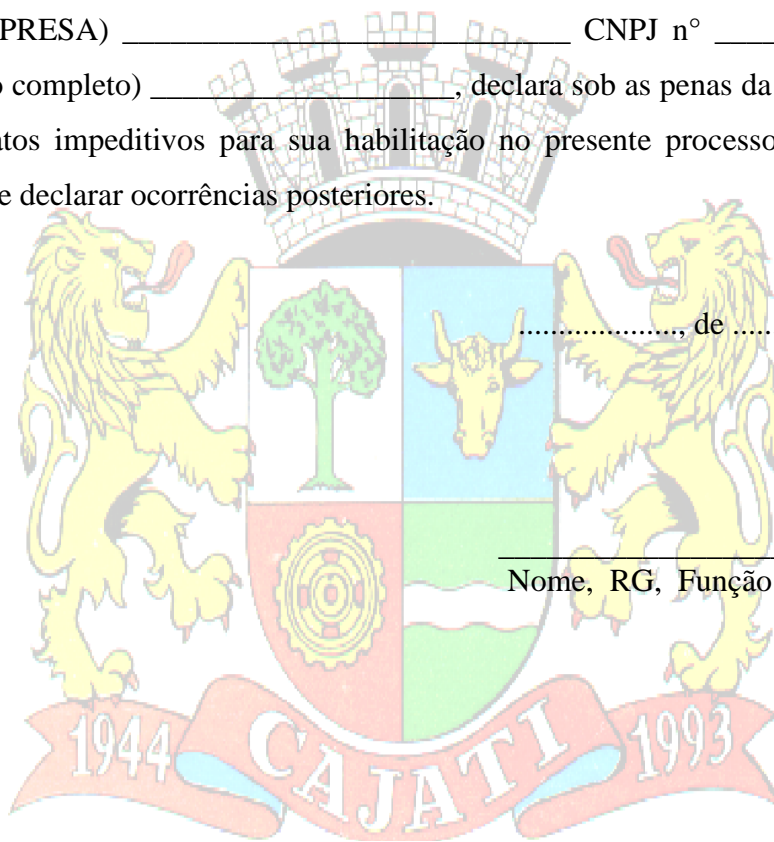 PRESA) ____________________________ CNPJ n° ____
o completo) ___________________, declara sob as penas da
atos impeditivos para sua habilitação no presente processo
e declarar ocorrências posteriores.
...................., de .....
__________________
Nome, RG, Função
1944 CAJATI 1993